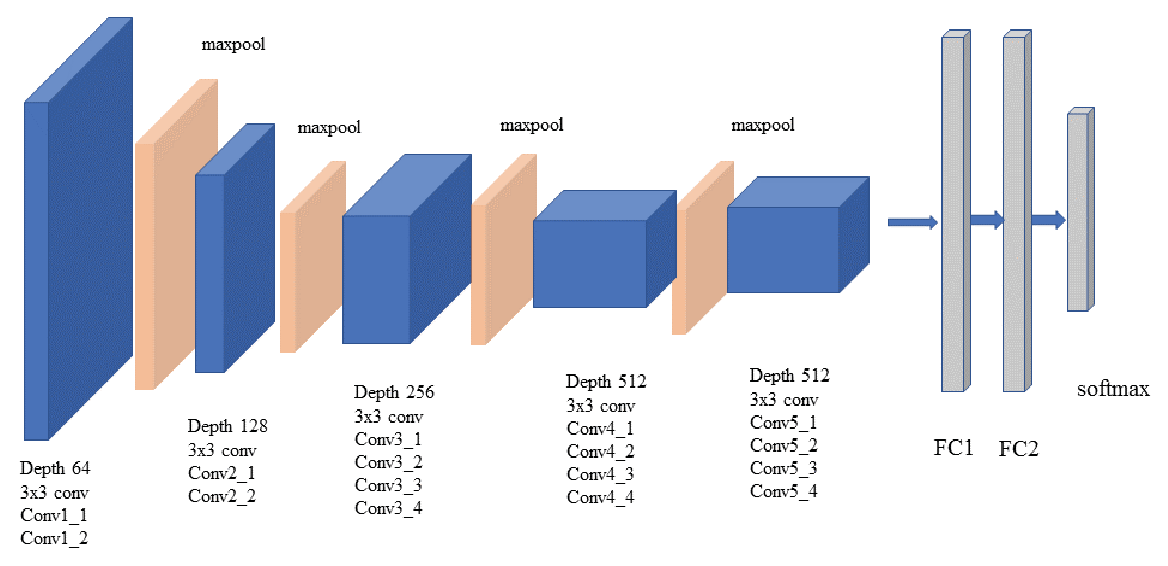 maxpool
maxpool
maxpool
maxpool
Depth 64
3x3 conv
Conv1_1
Conv1_2
Depth 128
3x3 conv
Conv2_1
Conv2_2
Depth 256
3x3 conv
Conv3_1
Conv3_2
Conv3_3
Conv3_4
Depth 512
3x3 conv
Conv4_1
Conv4_2
Conv4_3
Conv4_4
Depth 512
3x3 conv
Conv5_1
Conv5_2
Conv5_3
Conv5_4
FC1
FC2
softmax